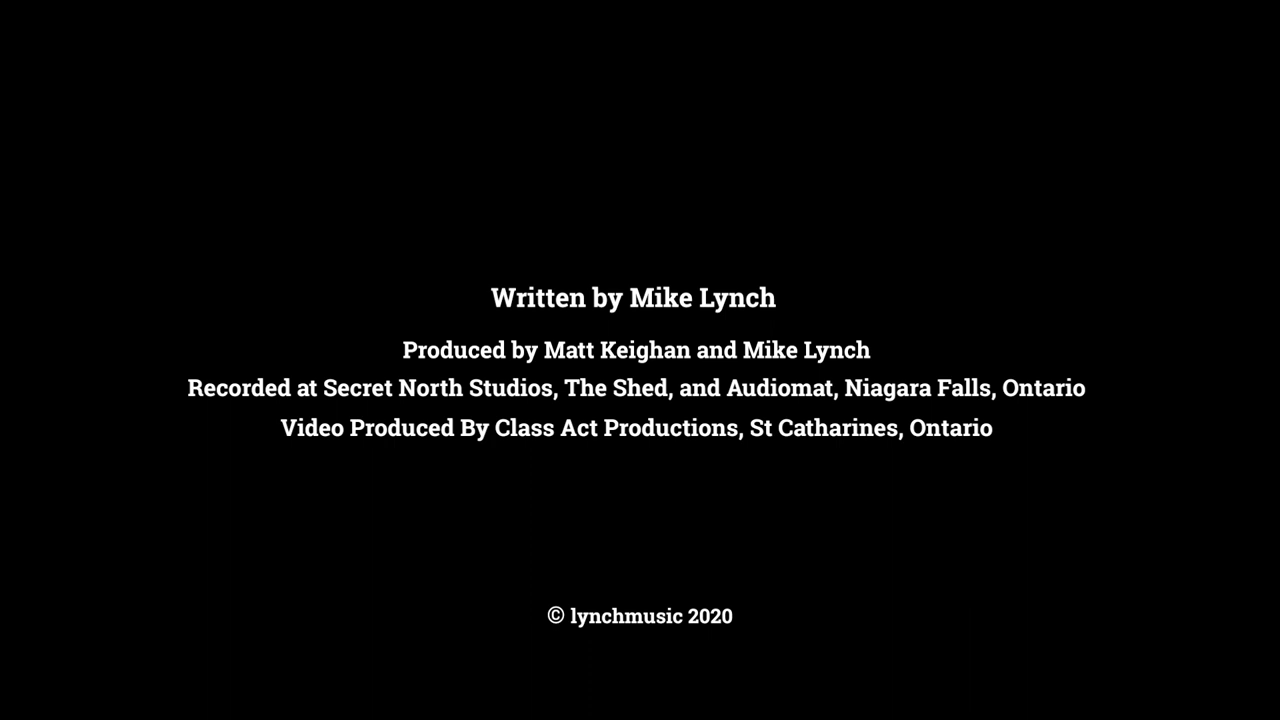 Written by Mike Lynch
Produced by Matt Keighan and Mike Lynch
Recorded at Secret North Studios, The Shed, and Audiomat, Niagara Falls, Ontario
Video Produced By Class Act Productions, St Catharines, Ontario
© lynchmusic 2020